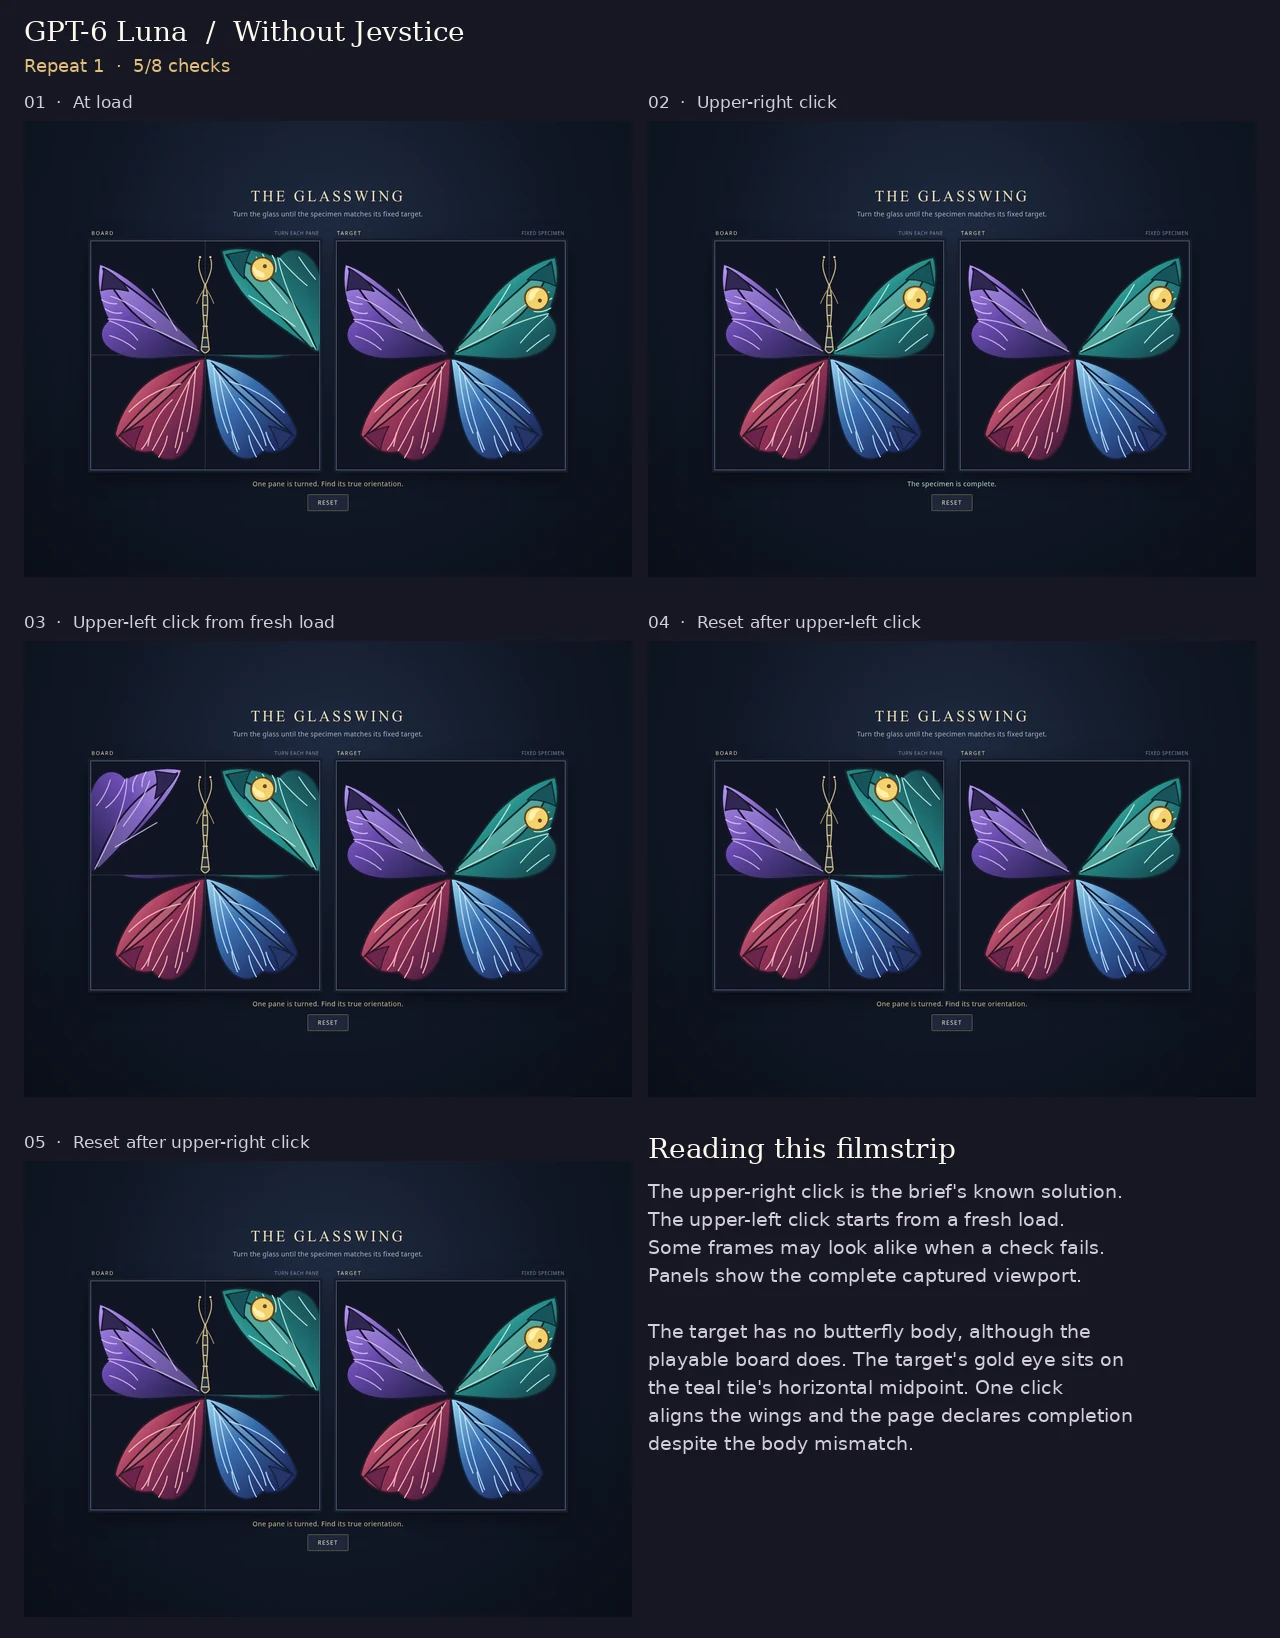 GPT-6 Luna / Without Jevstice
Repeat 1 · 5/8 checks
01 · At load
THE GLASSWING
Turn the glass until the specimen matches its fixed target.
BOARD TURN EACH PANE TARGET FIXED SPECIMEN
One pane is turned. Find its true orientation.
RESET
02 · Upper-right click
THE GLASSWING
Turn the glass until the specimen matches its fixed target.
BOARD TURN EACH PANE TARGET FIXED SPECIMEN
The specimen is complete.
RESET
03 · Upper-left click from fresh load
THE GLASSWING
Turn the glass until the specimen matches its fixed target.
BOARD TURN EACH PANE TARGET FIXED SPECIMEN
One pane is turned. Find its true orientation.
RESET
04 · Reset after upper-left click
THE GLASSWING
Turn the glass until the specimen matches its fixed target.
BOARD TURN EACH PANE TARGET FIXED SPECIMEN
One pane is turned. Find its true orientation.
RESET
05 · Reset after upper-right click
THE GLASSWING
Turn the glass until the specimen matches its fixed target.
BOARD TURN EACH PANE TARGET FIXED SPECIMEN
One pane is turned. Find its true orientation.
RESET
Reading this filmstrip
The upper-right click is the brief's known solution.
The upper-left click starts from a fresh load.
Some frames may look alike when a check fails.
Panels show the complete captured viewport.
The target has no butterfly body, although the
playable board does. The target's gold eye sits on
the teal tile's horizontal midpoint. One click
aligns the wings and the page declares completion
despite the body mismatch.